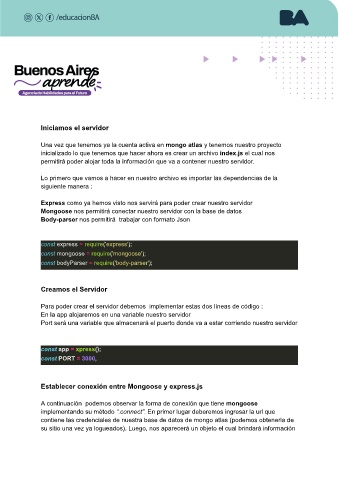 /educacionBA
BA
Buenos Aires
aprende
Agencia de Habilidades para el Futuro
Iniciamos el servidor
Una vez que tenemos ya la cuenta activa en mongo atlas y tenemos nuestro proyecto
inicializado lo que tenemos que hacer ahora es crear un archivo index.js el cual nos
permitirá poder alojar toda la información que va a contener nuestro servidor.
Lo primero que vamos a hacer en nuestro archivo es importar las dependencias de la
siguiente manera :
Express como ya hemos visto nos servirá para poder crear nuestro servidor
Mongoose nos permitirá conectar nuestro servidor con la base de datos
Body-parser nos permitirá trabajar con formato Json
const express = require('express');
const mongoose = require('mongoose');
const bodyParser = require('body-parser');
Creamos el Servidor
Para poder crear el servidor debemos implementar estas dos líneas de código :
En la app alojaremos en una variable nuestro servidor
Port será una variable que almacenará el puerto donde va a estar corriendo nuestro servidor
const app = xpress();
const PORT = 3000,
Establecer conexión entre Mongoose y express.js
A continuación podemos observar la forma de conexión que tiene mongoose
implementando su método ".connect". En primer lugar deberemos ingresar la url que
contiene las credenciales de nuestra base de datos de mongo atlas (podemos obtenerla de
su sitio una vez ya logueados). Luego, nos aparecerá un objeto el cual brindará información